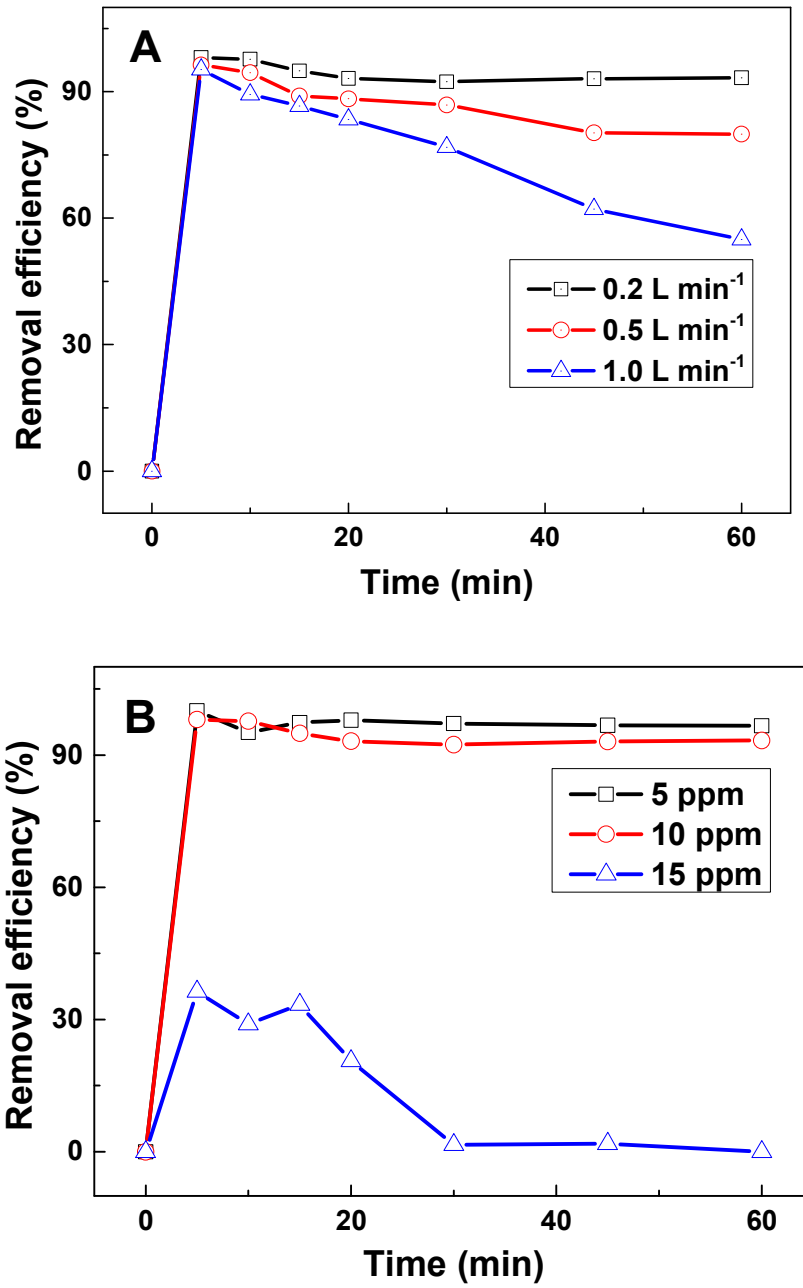 A
Removal efficiency (%)
90
60
30
0
0.2 L min⁻¹
0.5 L min⁻¹
1.0 L min⁻¹
0 20 40 60
Time (min)
B
Removal efficiency (%)
90
60
30
0
5 ppm
10 ppm
15 ppm
0 20 40 60
Time (min)